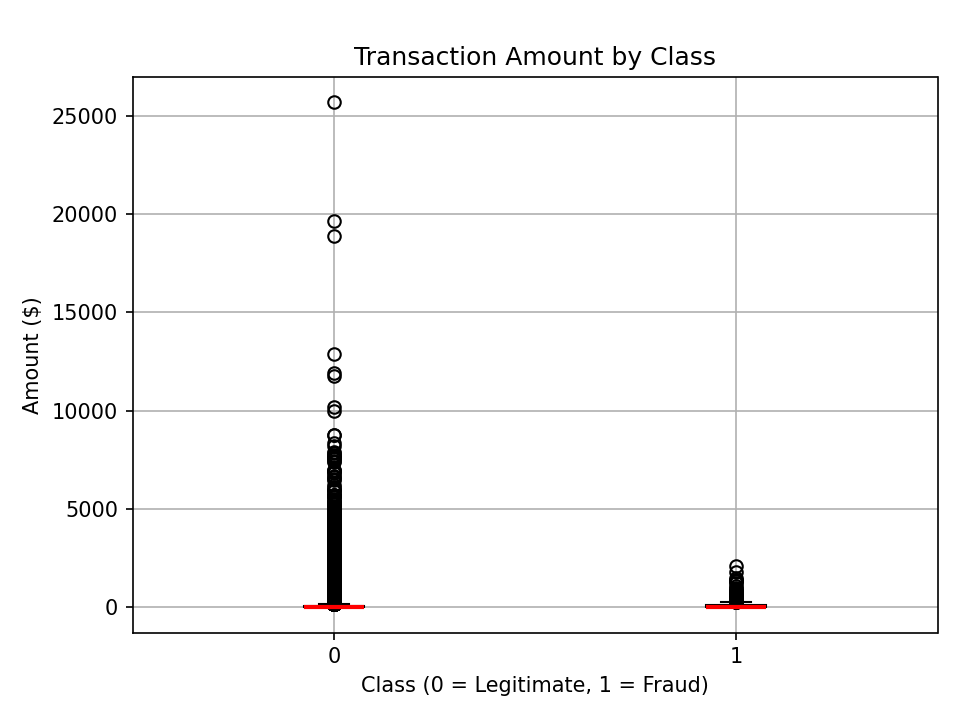 Transaction Amount by Class
25000
20000
15000
10000
5000
0
Amount ($)
0 1
Class (0 = Legitimate, 1 = Fraud)